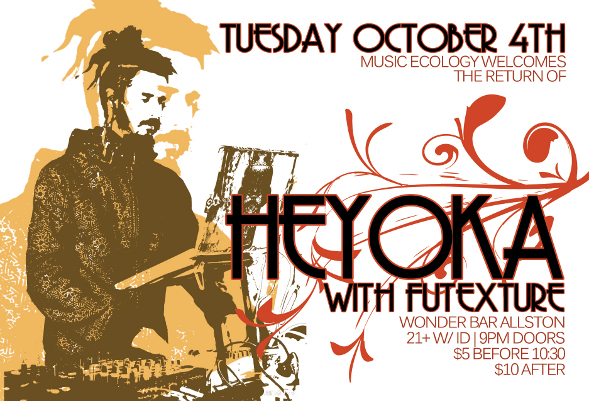 TUESDAY OCTOBER 4TH
MUSIC ECOLOGY WELCOMES
THE RETURN OF
HEYOKA
WITH FUTEXTURE
WONDER BAR ALLSTON
21+ W/ ID | 9PM DOORS
$5 BEFORE 10:30
$10 AFTER